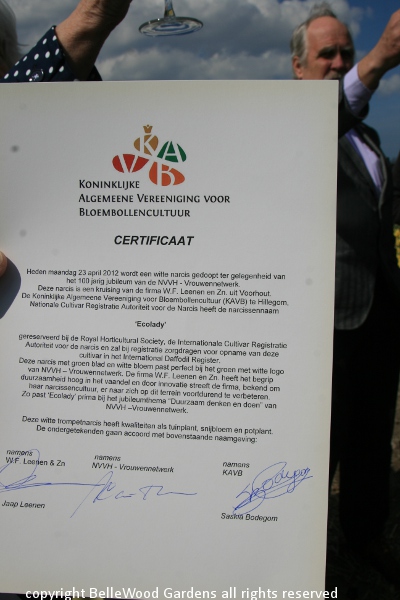 KAVB
KONINKLIJKE
ALGEMEENE VEREENIGING VOOR
BLOEMBOLLENCULTUUR
CERTIFICAAT
Heden maandag 23 april 2012 wordt een witte narcis gedoopt ter gelegenheid van
het 100 jarig jubileum van de NVVH - Vrouwennetwerk.
Deze narcis is een kruising van de firma W.F. Leenen en Zn. uit Voorhout.
De Koninklijke Algemeene Vereeniging voor Bloembollencultuur (KAVB) te Hillegom,
Nationale Cultivar Registratie Autoriteit voor de Narcis heeft de narcissennaam
'Ecolady'
gereserveerd bij de Royal Horticultural Society, de Internationale Cultivar Registratie
Autoriteit voor de narcis en zal bij registratie zorgdragen voor opname van deze
cultivar in het International Daffodil Register.
Deze narcis met groen blad en witte bloem past perfect bij het groen met witte logo
van NVVH – Vrouwennetwerk. De firma W.F. Leenen en Zn. heeft het begrip
duurzaamheid hoog in het vaandel en door innovatie streeft de firma, bekend om
haar narcissencultuur, er naar zich op dit terrein voortdurend te verbeteren.
Zo past 'Ecolady' prima bij het jubileumthema "Duurzaam denken en doen" van
NVVH –Vrouwennetwerk.
Deze witte trompetnarcis heeft kwaliteiten als tuinplant, snijbloem en potplant.
De ondergetekenden gaan accoord met bovenstaande naamgeving:
namens namens namens
W.F. Leenen & Zn NVVH - Vrouwennetwerk KAVB
Jaap Leenen Saskia Bodegom
copyright BelleWood Gardens all rights reserved